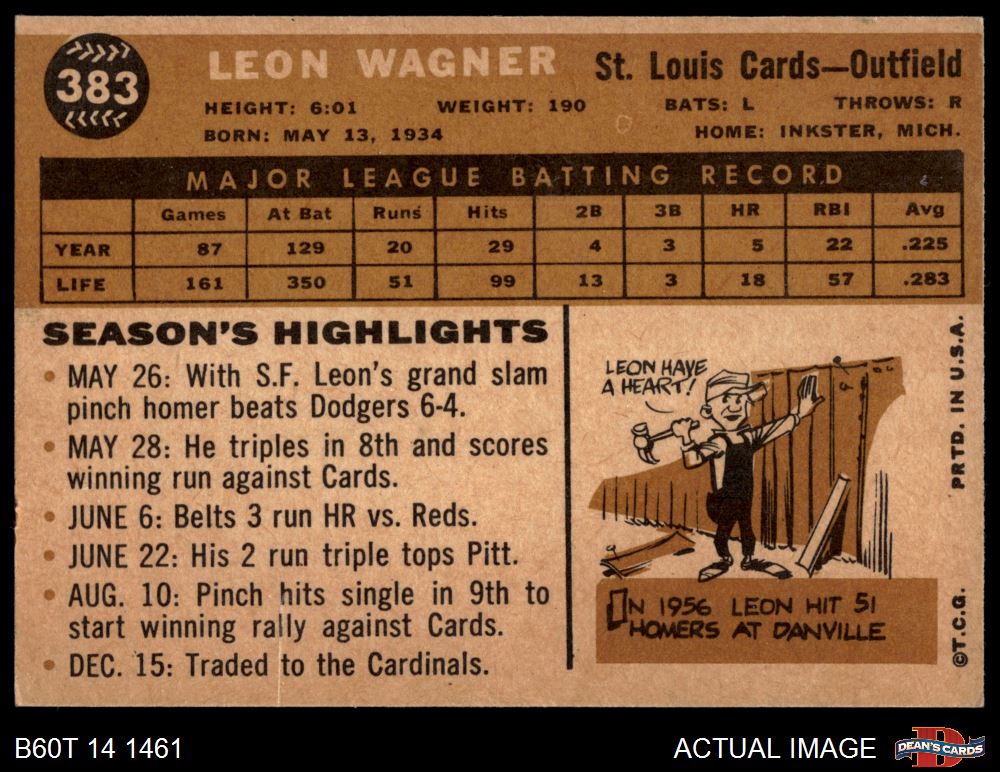 383
LEON WAGNER St. Louis Cards—Outfield
HEIGHT: 6:01 WEIGHT: 190 BATS: L THROWS: R
BORN: MAY 13, 1934 HOME: INKSTER, MICH.
MAJOR LEAGUE BATTING RECORD
Games At Bat Runs Hits 2B 3B HR RBI Avg
YEAR 87 129 20 29 4 3 5 22 .225
LIFE 161 350 51 99 13 3 18 57 .283
SEASON'S HIGHLIGHTS
• MAY 26: With S.F. Leon's grand slam
pinch homer beats Dodgers 6-4.
• MAY 28: He triples in 8th and scores
winning run against Cards.
• JUNE 6: Belts 3 run HR vs. Reds.
• JUNE 22: His 2 run triple tops Pitt.
• AUG. 10: Pinch hits single in 9th to
start winning rally against Cards.
• DEC. 15: Traded to the Cardinals.
LEON HAVE
A HEART!
IN 1956 LEON HIT 51
HOMERS AT DANVILLE
PRTD. IN U.S.A.
©T.C.G.
B60T 14 1461 ACTUAL IMAGE
D
DEAN'S CARDS